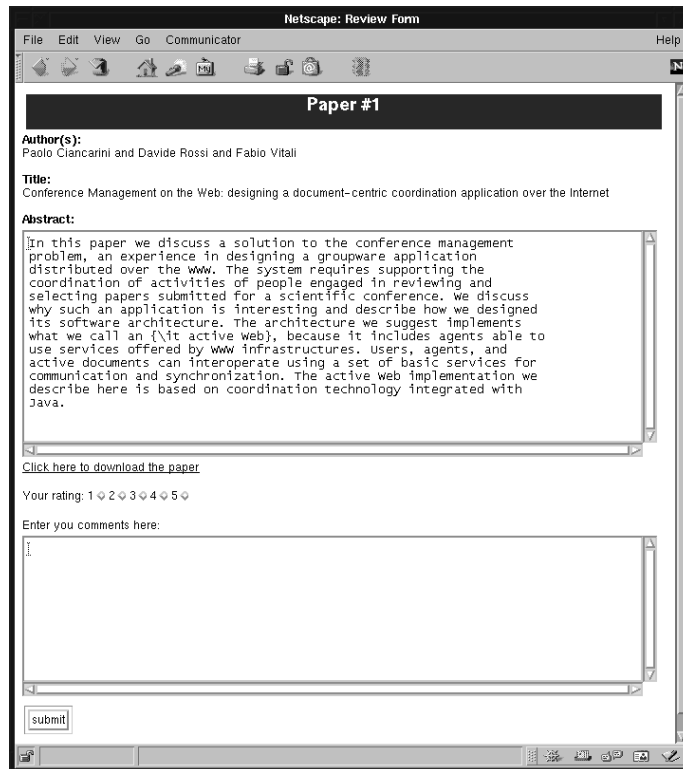 Netscape: Review Form
File Edit View Go Communicator Help
My N
Paper #1
Author(s):
Paolo Ciancarini and Davide Rossi and Fabio Vitali
Title:
Conference Management on the Web: designing a document-centric coordination application over the Internet
Abstract:
In this paper we discuss a solution to the conference management
problem, an experience in designing a groupware application
distributed over the WWW. The system requires supporting the
coordination of activities of people engaged in reviewing and
selecting papers submitted for a scientific conference. We discuss
why such an application is interesting and describe how we designed
its software architecture. The architecture we suggest implements
what we call an {\it active Web}, because it includes agents able to
use services offered by WWW infrastructures. Users, agents, and
active documents can interoperate using a set of basic services for
communication and synchronization. The active Web implementation we
describe here is based on coordination technology integrated with
Java.
Click here to download the paper
Your rating: 1 2 3 4 5
Enter you comments here:
submit